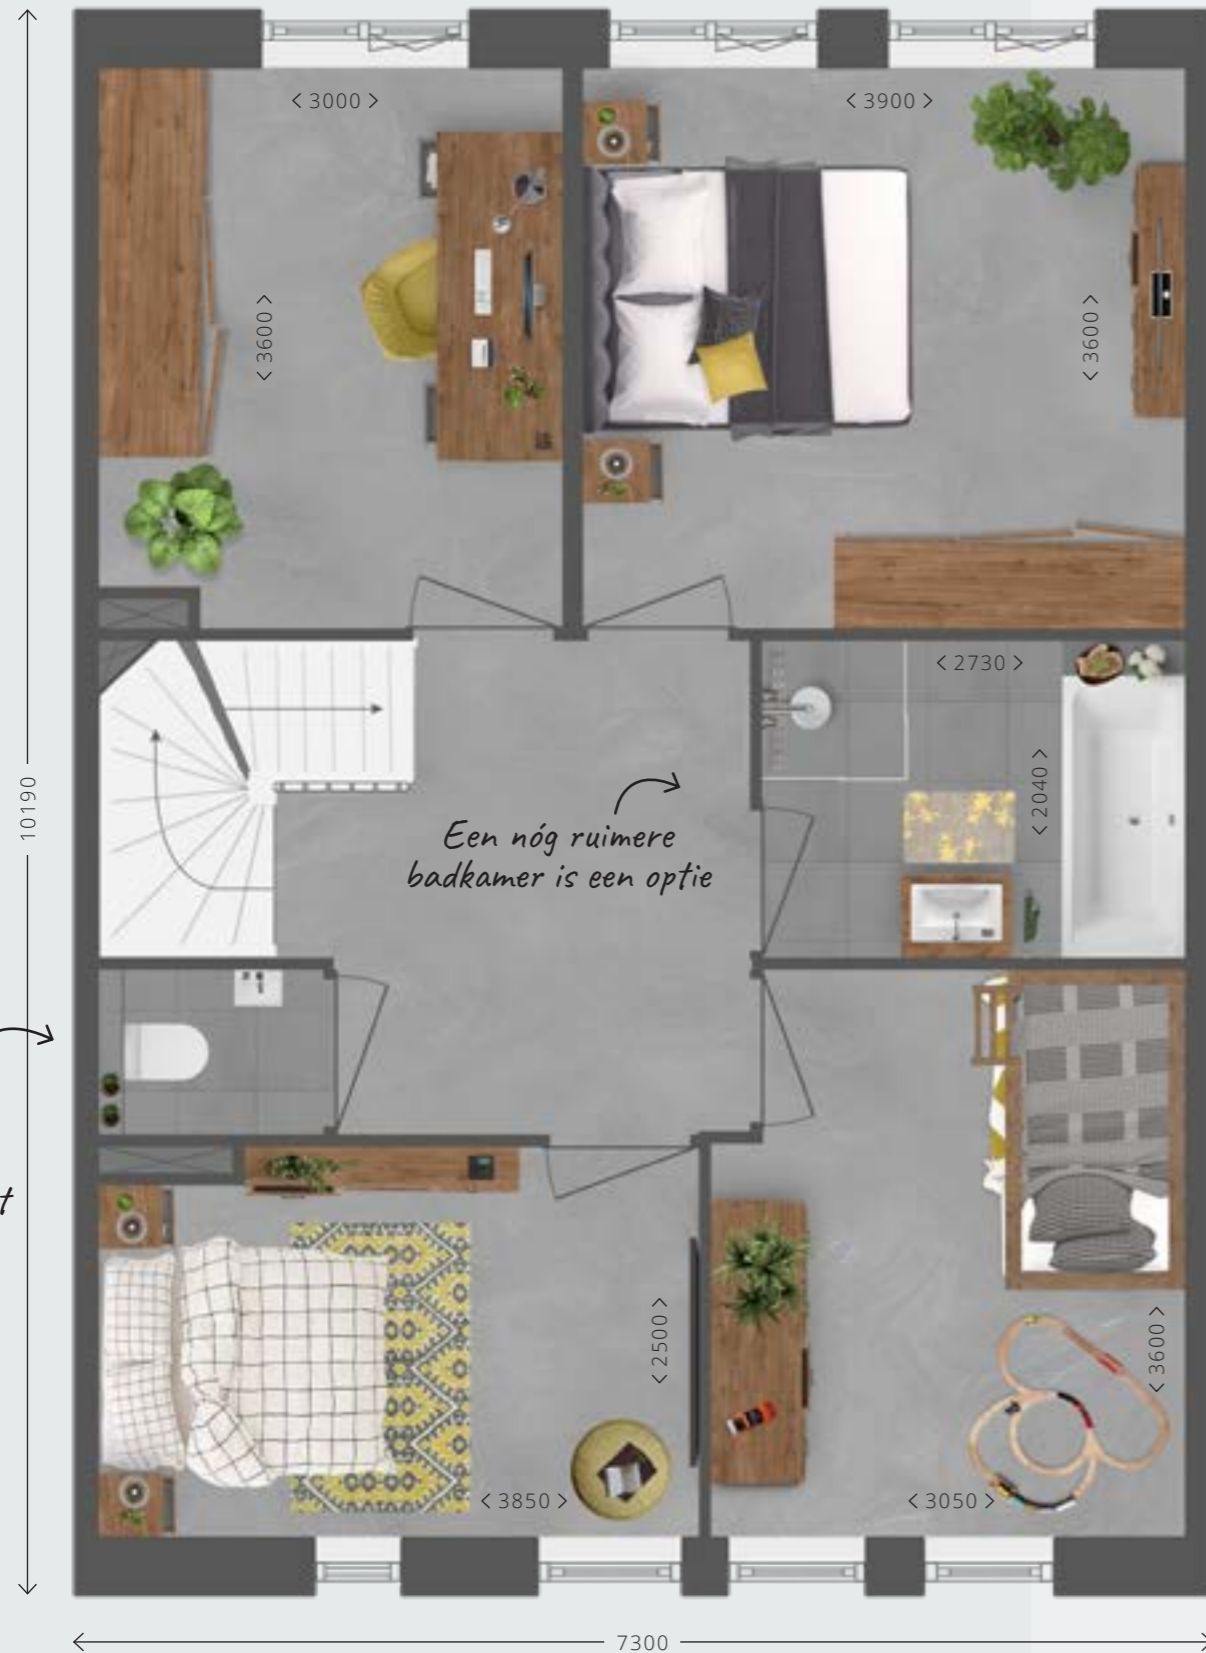 < 3000 >
< 3900 >
< 3600 >
< 3600 >
< 2730 >
< 2040 >
10190
Een nóg ruimere
badkamer is een optie
t
< 2500 >
< 3600 >
< 3850 >
< 3050 >
7300